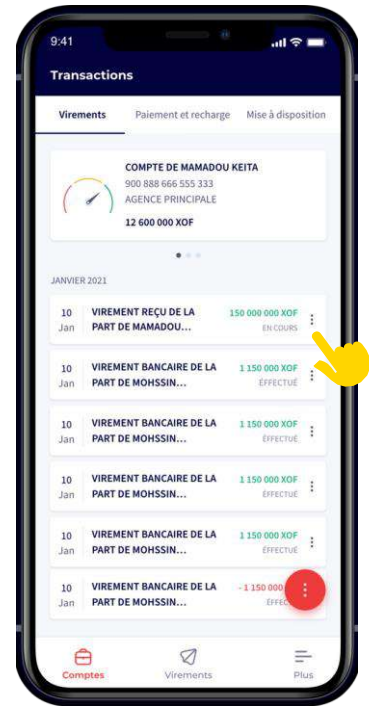 9:41
Transactions
Virements Paiement et recharge Mise à disposition
COMPTE DE MAMADOU KEITA
900 888 666 555 333
AGENCE PRINCIPALE
12 600 000 XOF
JANVIER 2021
10 VIREMENT REÇU DE LA 150 000 000 XOF
Jan PART DE MAMADOU... EN COURS
10 VIREMENT BANCAIRE DE LA 1 150 000 XOF
Jan PART DE MOHSSIN... EFFECTUÉ
10 VIREMENT BANCAIRE DE LA 1 150 000 XOF
Jan PART DE MOHSSIN... EFFECTUÉ
10 VIREMENT BANCAIRE DE LA 1 150 000 XOF
Jan PART DE MOHSSIN... EFFECTUÉ
10 VIREMENT BANCAIRE DE LA 1 150 000 XOF
Jan PART DE MOHSSIN... EFFECTUÉ
10 VIREMENT BANCAIRE DE LA - 1 150 000
Jan PART DE MOHSSIN...
Comptes Virements Plus